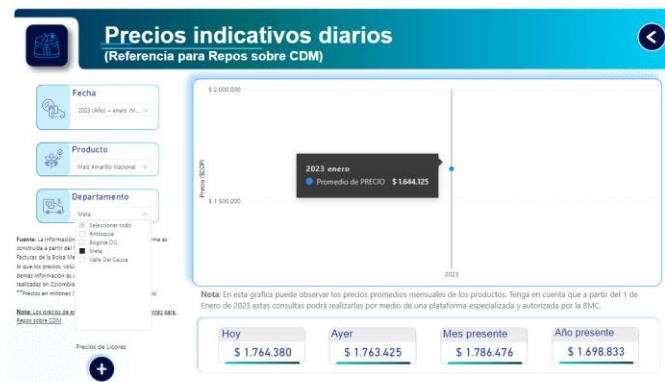 Precios indicativos diarios
(Referencia para Repos sobre CDM)
Fecha
2023 (Año) + enero (M...
Producto
Maíz Amarillo Nacional
Departamento
Meta
Seleccionar todo
Antioquia
Bogotá D.C.
Meta
Valle Del Cauca
Fuente: La información
construida a partir del
Facturas de la Bolsa Me
lo que los precios, volú
demás información es
realizadas en Colombia
**Precios en millones
Nota: Los precios de
Repos sobre CDM
Precios de Licores
$ 2.000.000
Precio ($COP)
$ 1.500.000
2023 enero
Promedio de PRECIO $ 1.644.125
2023
Nota: En esta grafica puede observar los precios promedios mensuales de los productos. Tenga en cuenta que a partir del 1 de
Enero de 2023 estas consultas podrá realizarlas por medio de una plataforma especializada y autorizada por la BMC.
Hoy
$ 1.764.380
Ayer
$ 1.763.425
Mes presente
$ 1.786.476
Año presente
$ 1.698.833